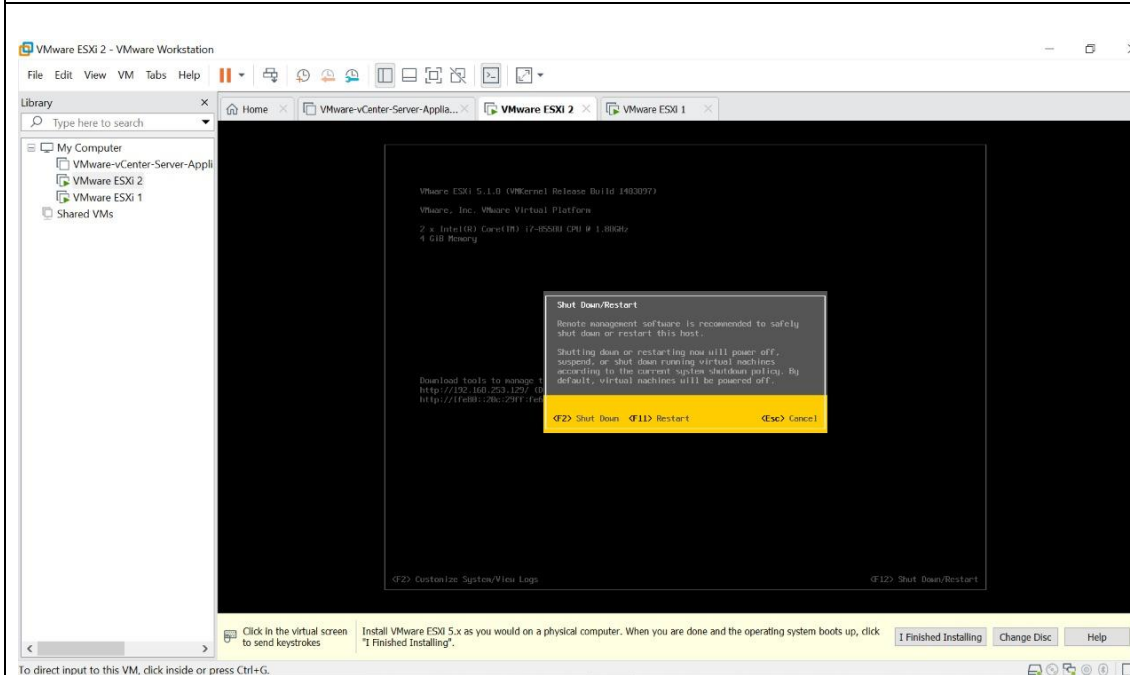 VMware ESXi 2 - VMware Workstation
File Edit View VM Tabs Help
Library
Type here to search
My Computer
VMware-vCenter-Server-Appli
VMware ESXi 2
VMware ESXi 1
Shared VMs
Home
VMware-vCenter-Server-Applia...
VMware ESXi 2
VMware ESXi 1
VMware ESXi 5.1.0 (VMKernel Release Build 1483097)
VMware, Inc. VMware Virtual Platform
2 x Intel(R) Core(TM) i7-8550U CPU @ 1.80GHz
4 GiB Memory
Shut Down/Restart
Remote management software is recommended to safely
shut down or restart this host.
Shutting down or restarting now will power off,
suspend, or shut down running virtual machines
according to the current system shutdown policy. By
default, virtual machines will be powered off.
<F2> Shut Down <F11> Restart <Esc> Cancel
Download tools to manage t
http://192.168.253.129/ (D
<F2> Customize System/View Logs
<F12> Shut Down/Restart
Click in the virtual screen
to send keystrokes
Install VMware ESXi 5.x as you would on a physical computer. When you are done and the operating system boots up, click
"I Finished Installing".
I Finished Installing
Change Disc
Help
To direct input to this VM, click inside or press Ctrl+G.